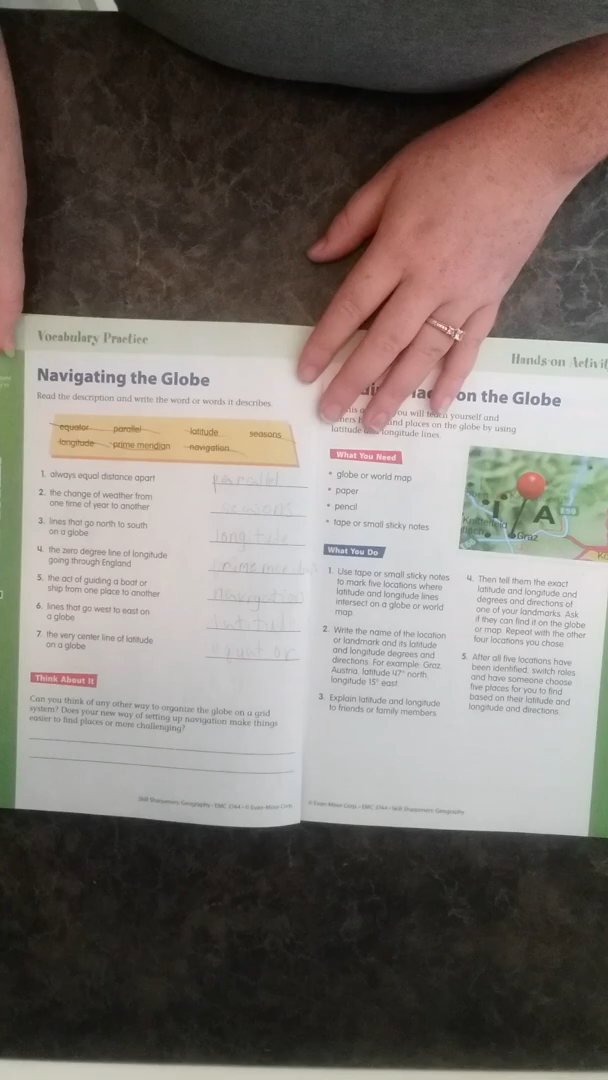 Vocabulary Practice
Navigating the Globe
Read the description and write the word or words it describes.
equator parallel latitude seasons
longitude prime meridian navigation
1. always equal distance apart parallel
2. the change of weather from
one time of year to another seasons
3. lines that go north to south
on a globe
4. the zero degree line of longitude
going through England
5. the act of guiding a boat or
ship from one place to another navigation
6. lines that go west to east on
a globe
7. the very center line of latitude
on a globe equat or
Think About It
Can you think of any other way to organize the globe on a grid
system? Does your new way of setting up navigation make things
easier to find places or more challenging?
Skill Sharpeners: Geography • EMC 3744 • © Evan-Moor Corp.
Hands-on Activi
on the Globe
you will teach yourself and
find places on the globe by using
latitude longitude lines.
What You Need
• globe or world map
• paper
• pencil
• tape or small sticky notes
I A
Graz
What You Do
1. Use tape or small sticky notes
to mark five locations where
latitude and longitude lines
intersect on a globe or world
map.
2. Write the name of the location
or landmark and its latitude
and longitude degrees and
directions. For example: Graz,
Austria, latitude 47° north,
longitude 15° east.
3. Explain latitude and longitude
to friends or family members.
4. Then tell them the exact
latitude and longitude and
degrees and directions of
one of your landmarks. Ask
if they can find it on the globe
or map. Repeat with the other
four locations you chose.
5. After all five locations have
been identified, switch roles
and have someone choose
five places for you to find
based on their latitude and
longitude and directions.
© Evan-Moor Corp. • EMC 3744 • Skill Sharpeners: Geography